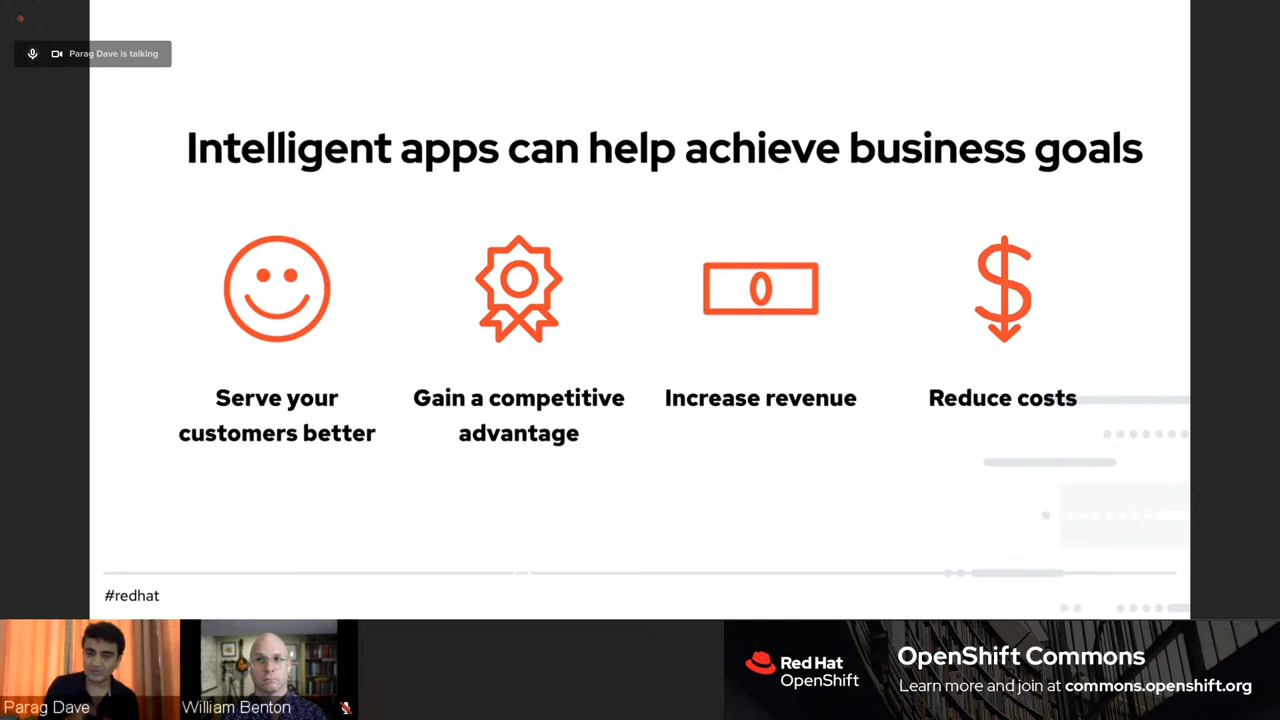 Parag Dave is talking
Intelligent apps can help achieve business goals
Serve your
customers better
Gain a competitive
advantage
Increase revenue
Reduce costs
#redhat
Parag Dave
William Benton
Red Hat
OpenShift
OpenShift Commons
Learn more and join at commons.openshift.org